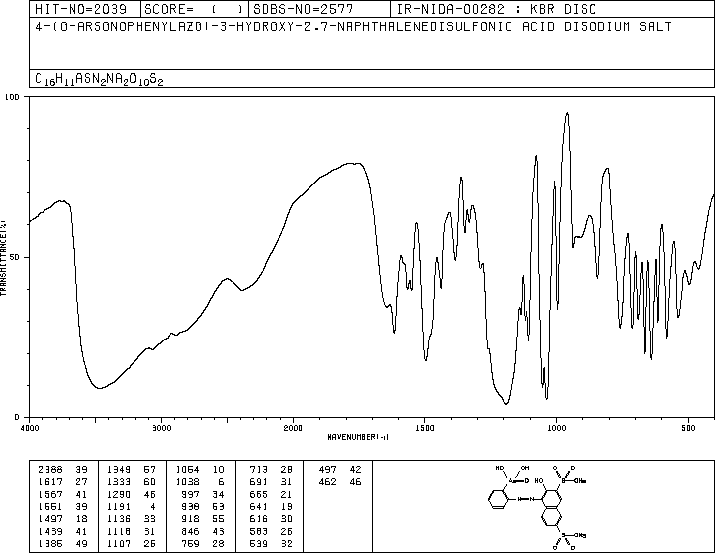 HIT-NO=2039 SCORE= ( ) SDBS-NO=2577 IR-NIDA-00282 : KBR DISC
4-(O-ARSONOPHENYLAZO)-3-HYDROXY-2,7-NAPHTHALENEDISULFONIC ACID DISODIUM SALT
C16H11ASN2NA2O10S2
100
50
0
TRANSMITTANCE(%)
4000 3000 2000 1500 1000 500
WAVENUMBER(-1)
2388 39 1349 57 1054 10 713 28 497 42
1617 27 1333 60 1038 6 691 31 462 46
1567 41 1290 46 997 34 665 21
1551 39 1191 4 938 53 641 19
1497 18 1136 33 918 55 616 30
1439 41 1118 31 846 43 583 26
1385 49 1107 26 759 28 539 32
HO OH
As=O
HO
O O
S-ONa
N=N
O O
S-ONa